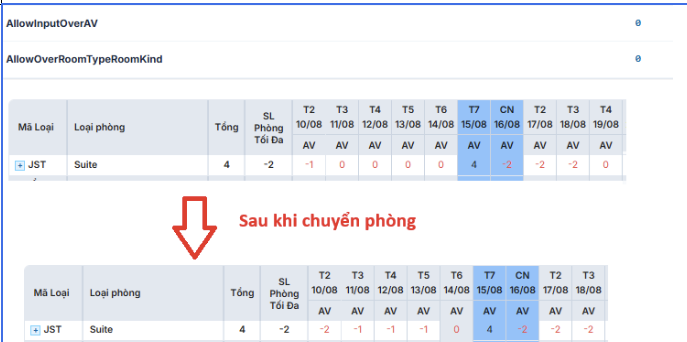 AllowInputOverAV 0
AllowOverRoomTypeRoomKind 0
Mã Loại Loại phòng Tổng SL Phòng Tối Đa T2 10/08 T3 11/08 T4 12/08 T5 13/08 T6 14/08 T7 15/08 CN 16/08 T2 17/08 T3 18/08 T4 19/08
AV AV AV AV AV AV AV AV AV AV
+ JST Suite 4 -2 -1 0 0 0 0 4 -2 -2 -2 0
Sau khi chuyển phòng
Mã Loại Loại phòng Tổng SL Phòng Tối Đa T2 10/08 T3 11/08 T4 12/08 T5 13/08 T6 14/08 T7 15/08 CN 16/08 T2 17/08 T3 18/08
AV AV AV AV AV AV AV AV AV
+ JST Suite 4 -2 -2 -1 -1 -1 0 4 -2 -2 -2